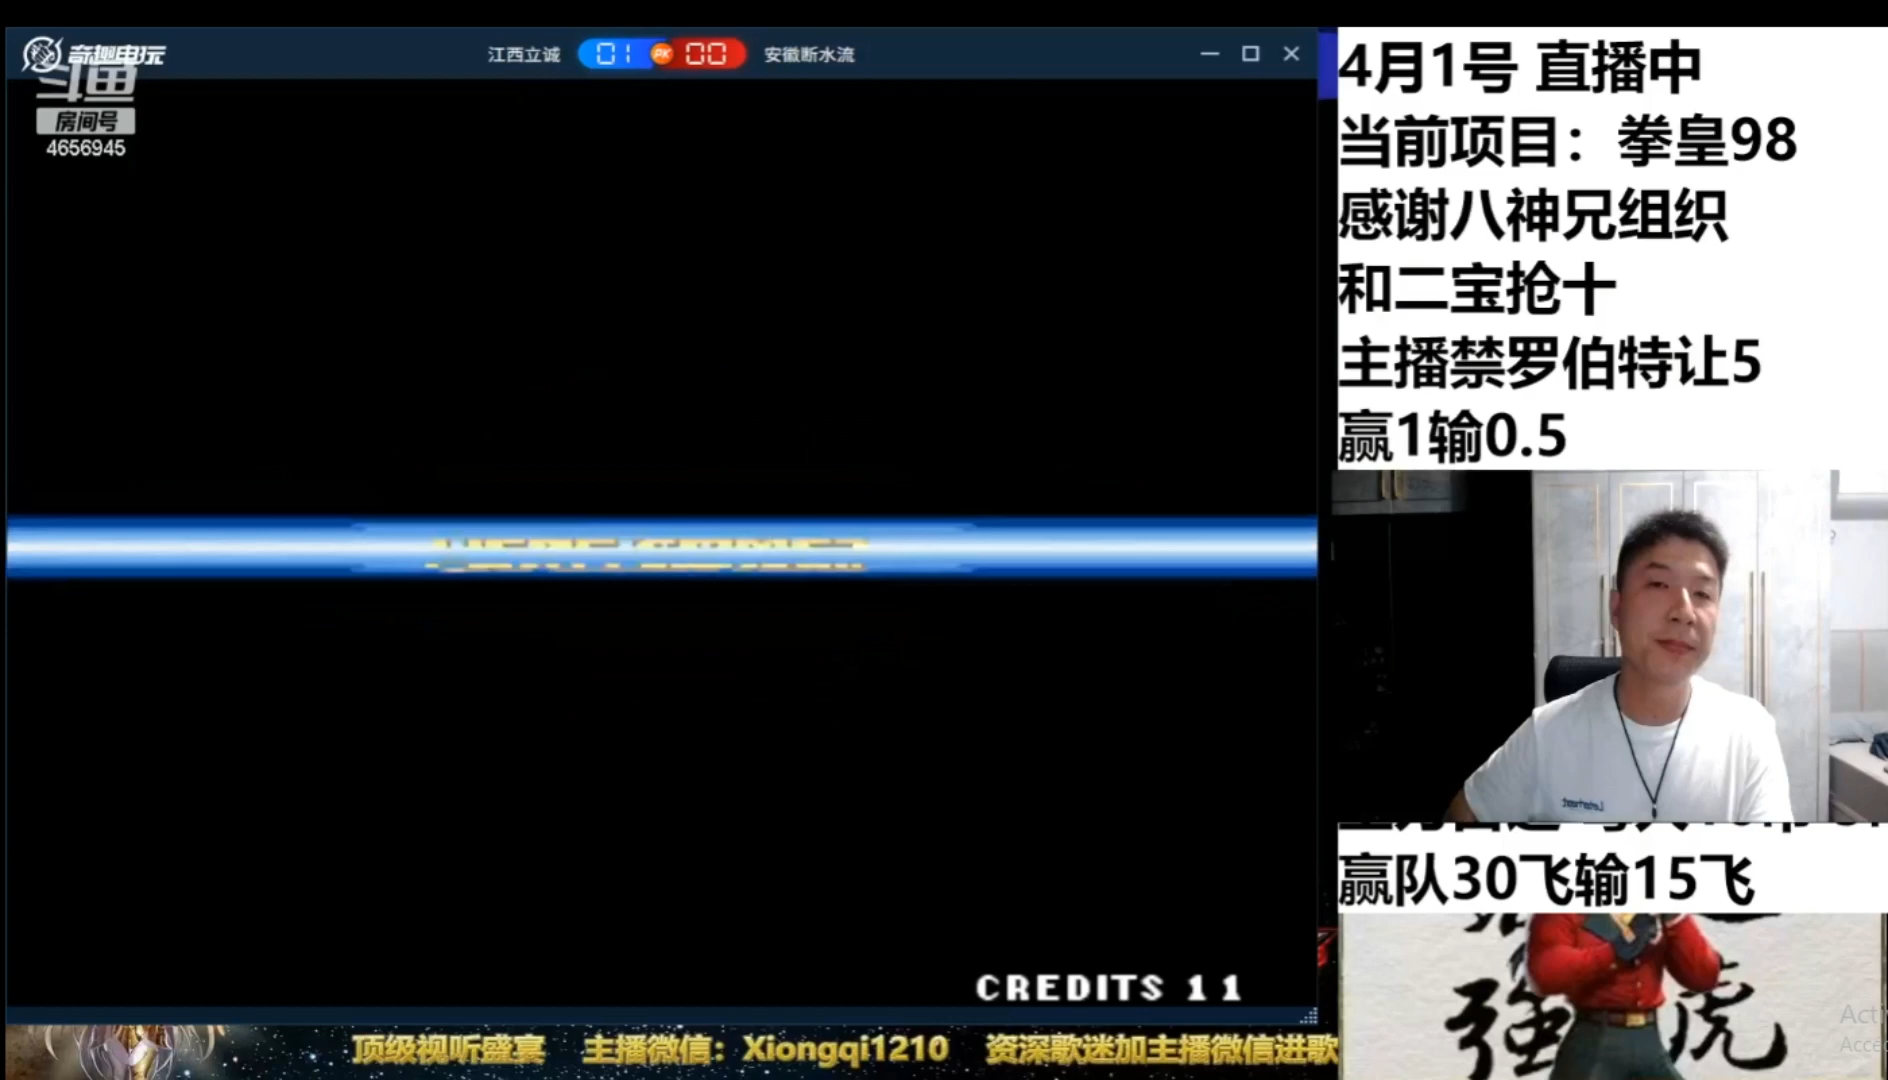 奇趣电玩
江西立诚 01 PK 00 安徽断水流
斗鱼
房间号
4656945
4月1号 直播中
当前项目：拳皇98
感谢八神兄组织
和二宝抢十
主播禁罗伯特让5
赢1输0.5
赢队30飞输15飞
强 虎
CREDITS 11
顶级视听盛宴 主播微信：Xiongqi1210 资深歌迷加主播微信进歌